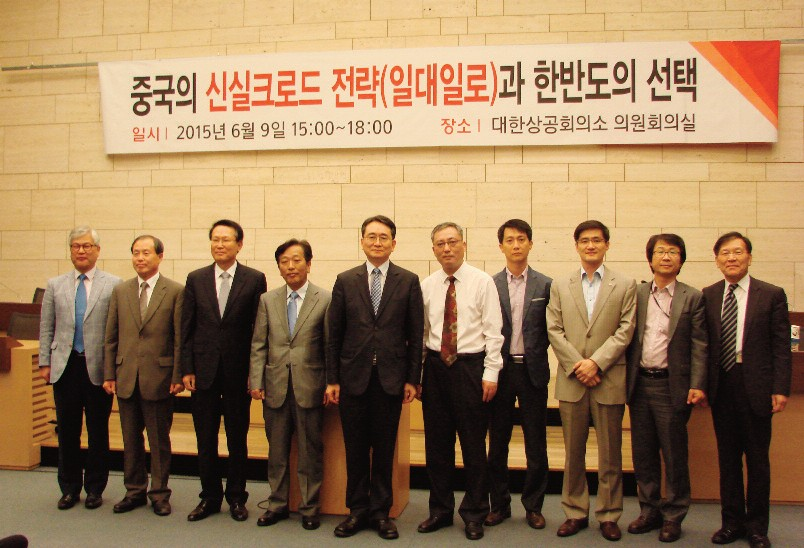 중국의 신실크로드 전략(일대일로)과 한반도의 선택
일시 | 2015년 6월 9일 15:00~18:00 장소 | 대한상공회의소 의원회의실